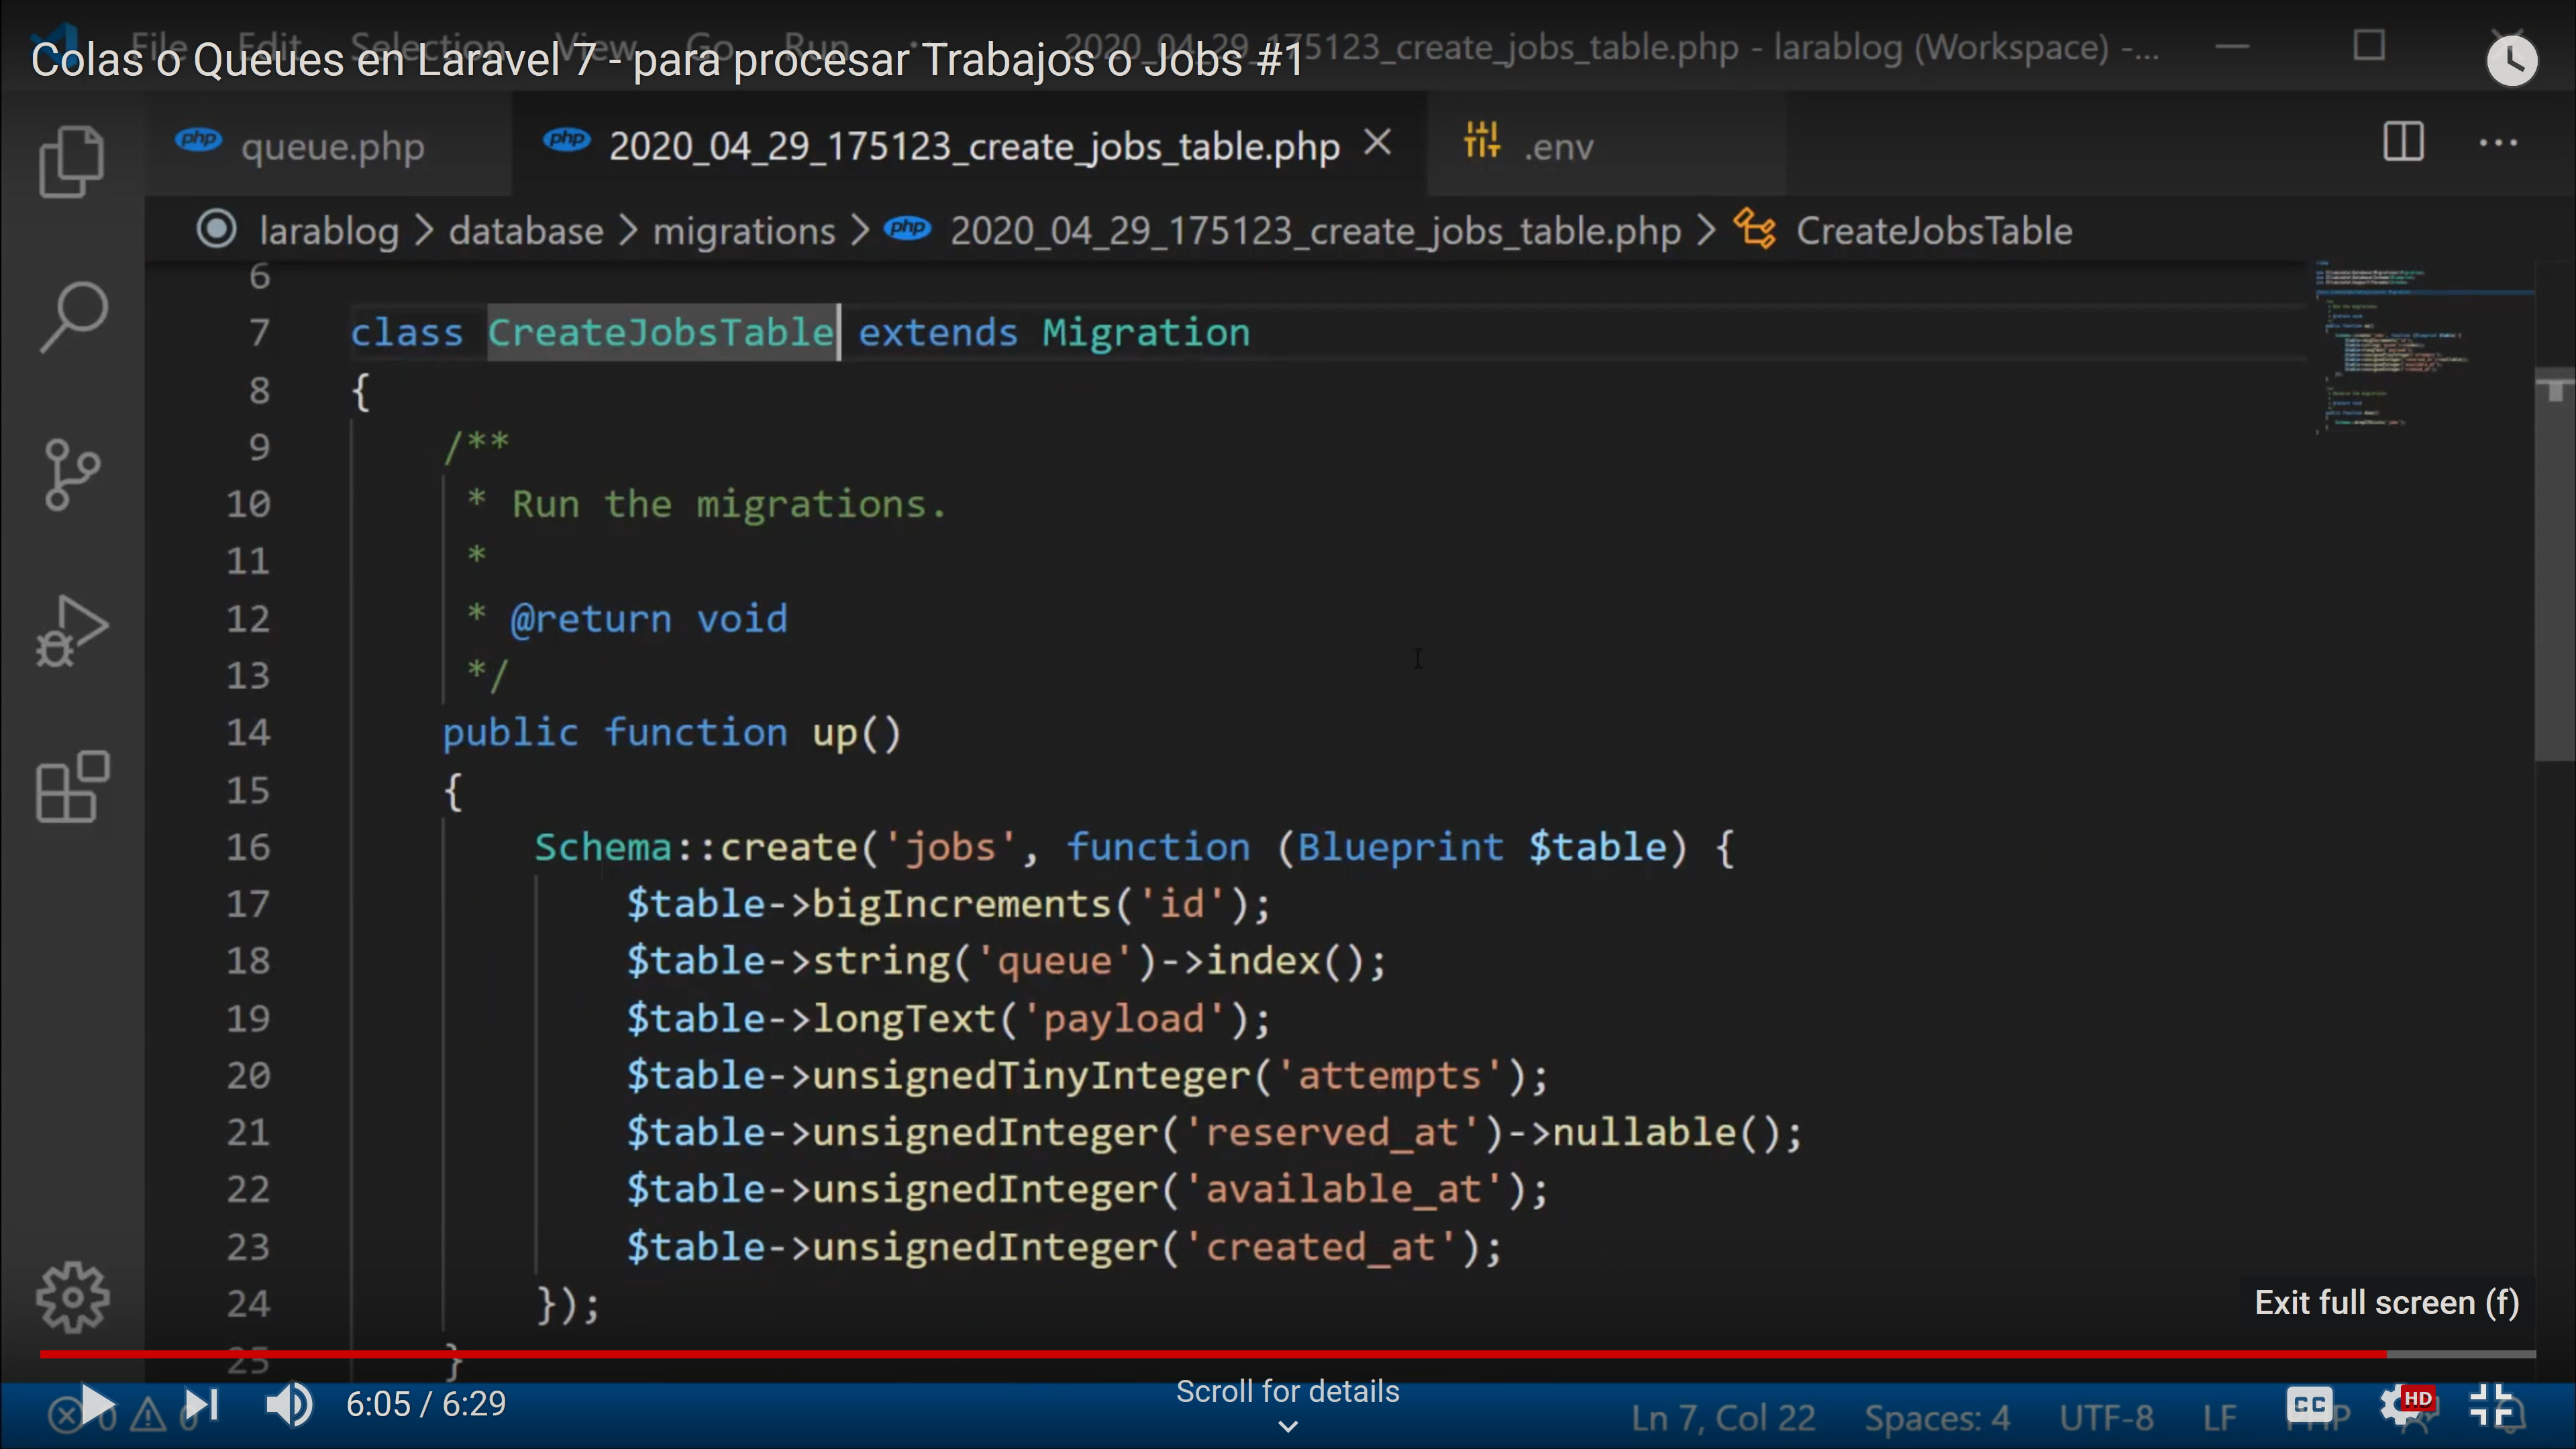 File Edit Selection View Go Run ... 2020_04_29_175123_create_jobs_table.php - larablog (Workspace) -...
Colas o Queues en Laravel 7 - para procesar Trabajos o Jobs #1
php queue.php php 2020_04_29_175123_create_jobs_table.php .env
larablog > database > migrations > php 2020_04_29_175123_create_jobs_table.php > CreateJobsTable
6
7 class CreateJobsTable extends Migration
8 {
9 /**
10 * Run the migrations.
11 *
12 * @return void
13 */
14 public function up()
15 {
16 Schema::create('jobs', function (Blueprint $table) {
17 $table->bigIncrements('id');
18 $table->string('queue')->index();
19 $table->longText('payload');
20 $table->unsignedTinyInteger('attempts');
21 $table->unsignedInteger('reserved_at')->nullable();
22 $table->unsignedInteger('available_at');
23 $table->unsignedInteger('created_at');
24 });
Exit full screen (f)
25 }
6:05 / 6:29
Scroll for details
CC HD
0 0 Ln 7, Col 22 Spaces: 4 UTF-8 LF PHP